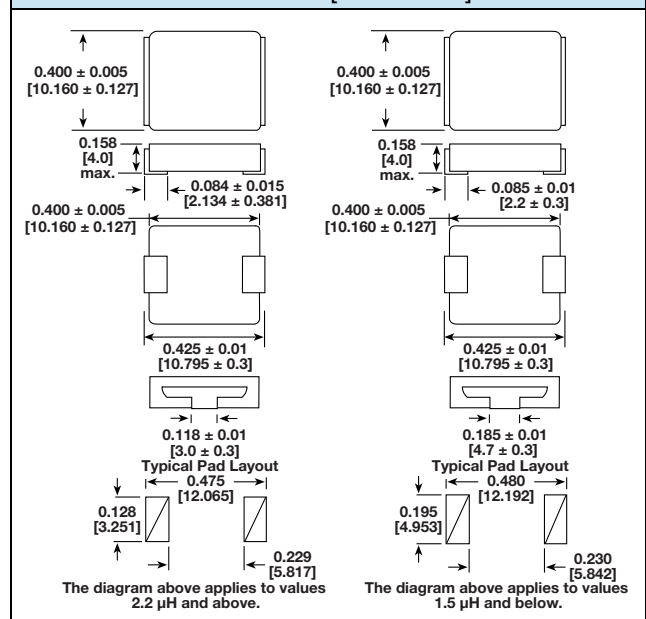 0.400 ± 0.005
[10.160 ± 0.127]
0.158
[4.0]
max.
0.084 ± 0.015
[2.134 ± 0.381]
0.400 ± 0.005
[10.160 ± 0.127]
0.425 ± 0.01
[10.795 ± 0.3]
0.118 ± 0.01
[3.0 ± 0.3]
Typical Pad Layout
0.475
[12.065]
0.128
[3.251]
0.229
[5.817]
The diagram above applies to values
2.2 µH and above.
0.400 ± 0.005
[10.160 ± 0.127]
0.158
[4.0]
max.
0.085 ± 0.01
[2.2 ± 0.3]
0.400 ± 0.005
[10.160 ± 0.127]
0.425 ± 0.01
[10.795 ± 0.3]
0.185 ± 0.01
[4.7 ± 0.3]
Typical Pad Layout
0.480
[12.192]
0.195
[4.953]
0.230
[5.842]
The diagram above applies to values
1.5 µH and below.